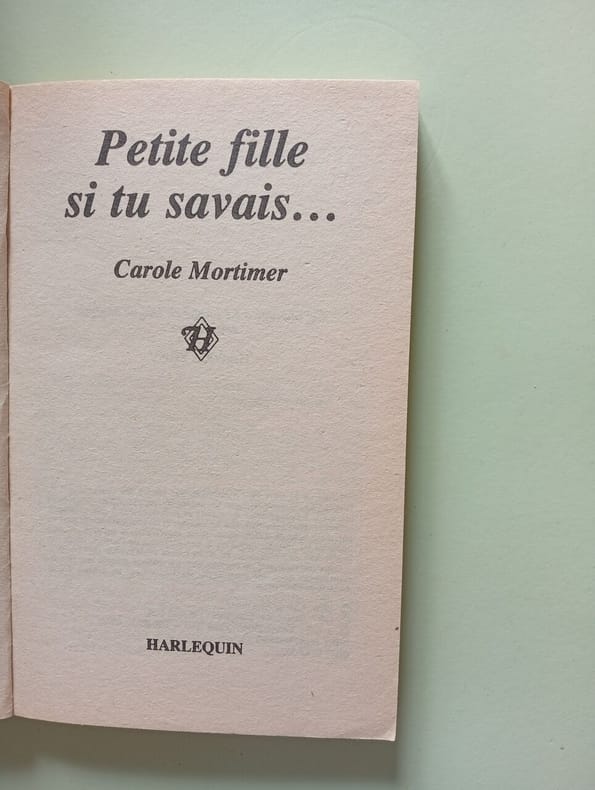 Petite fille
si tu savais...
Carole Mortimer
H
HARLEQUIN